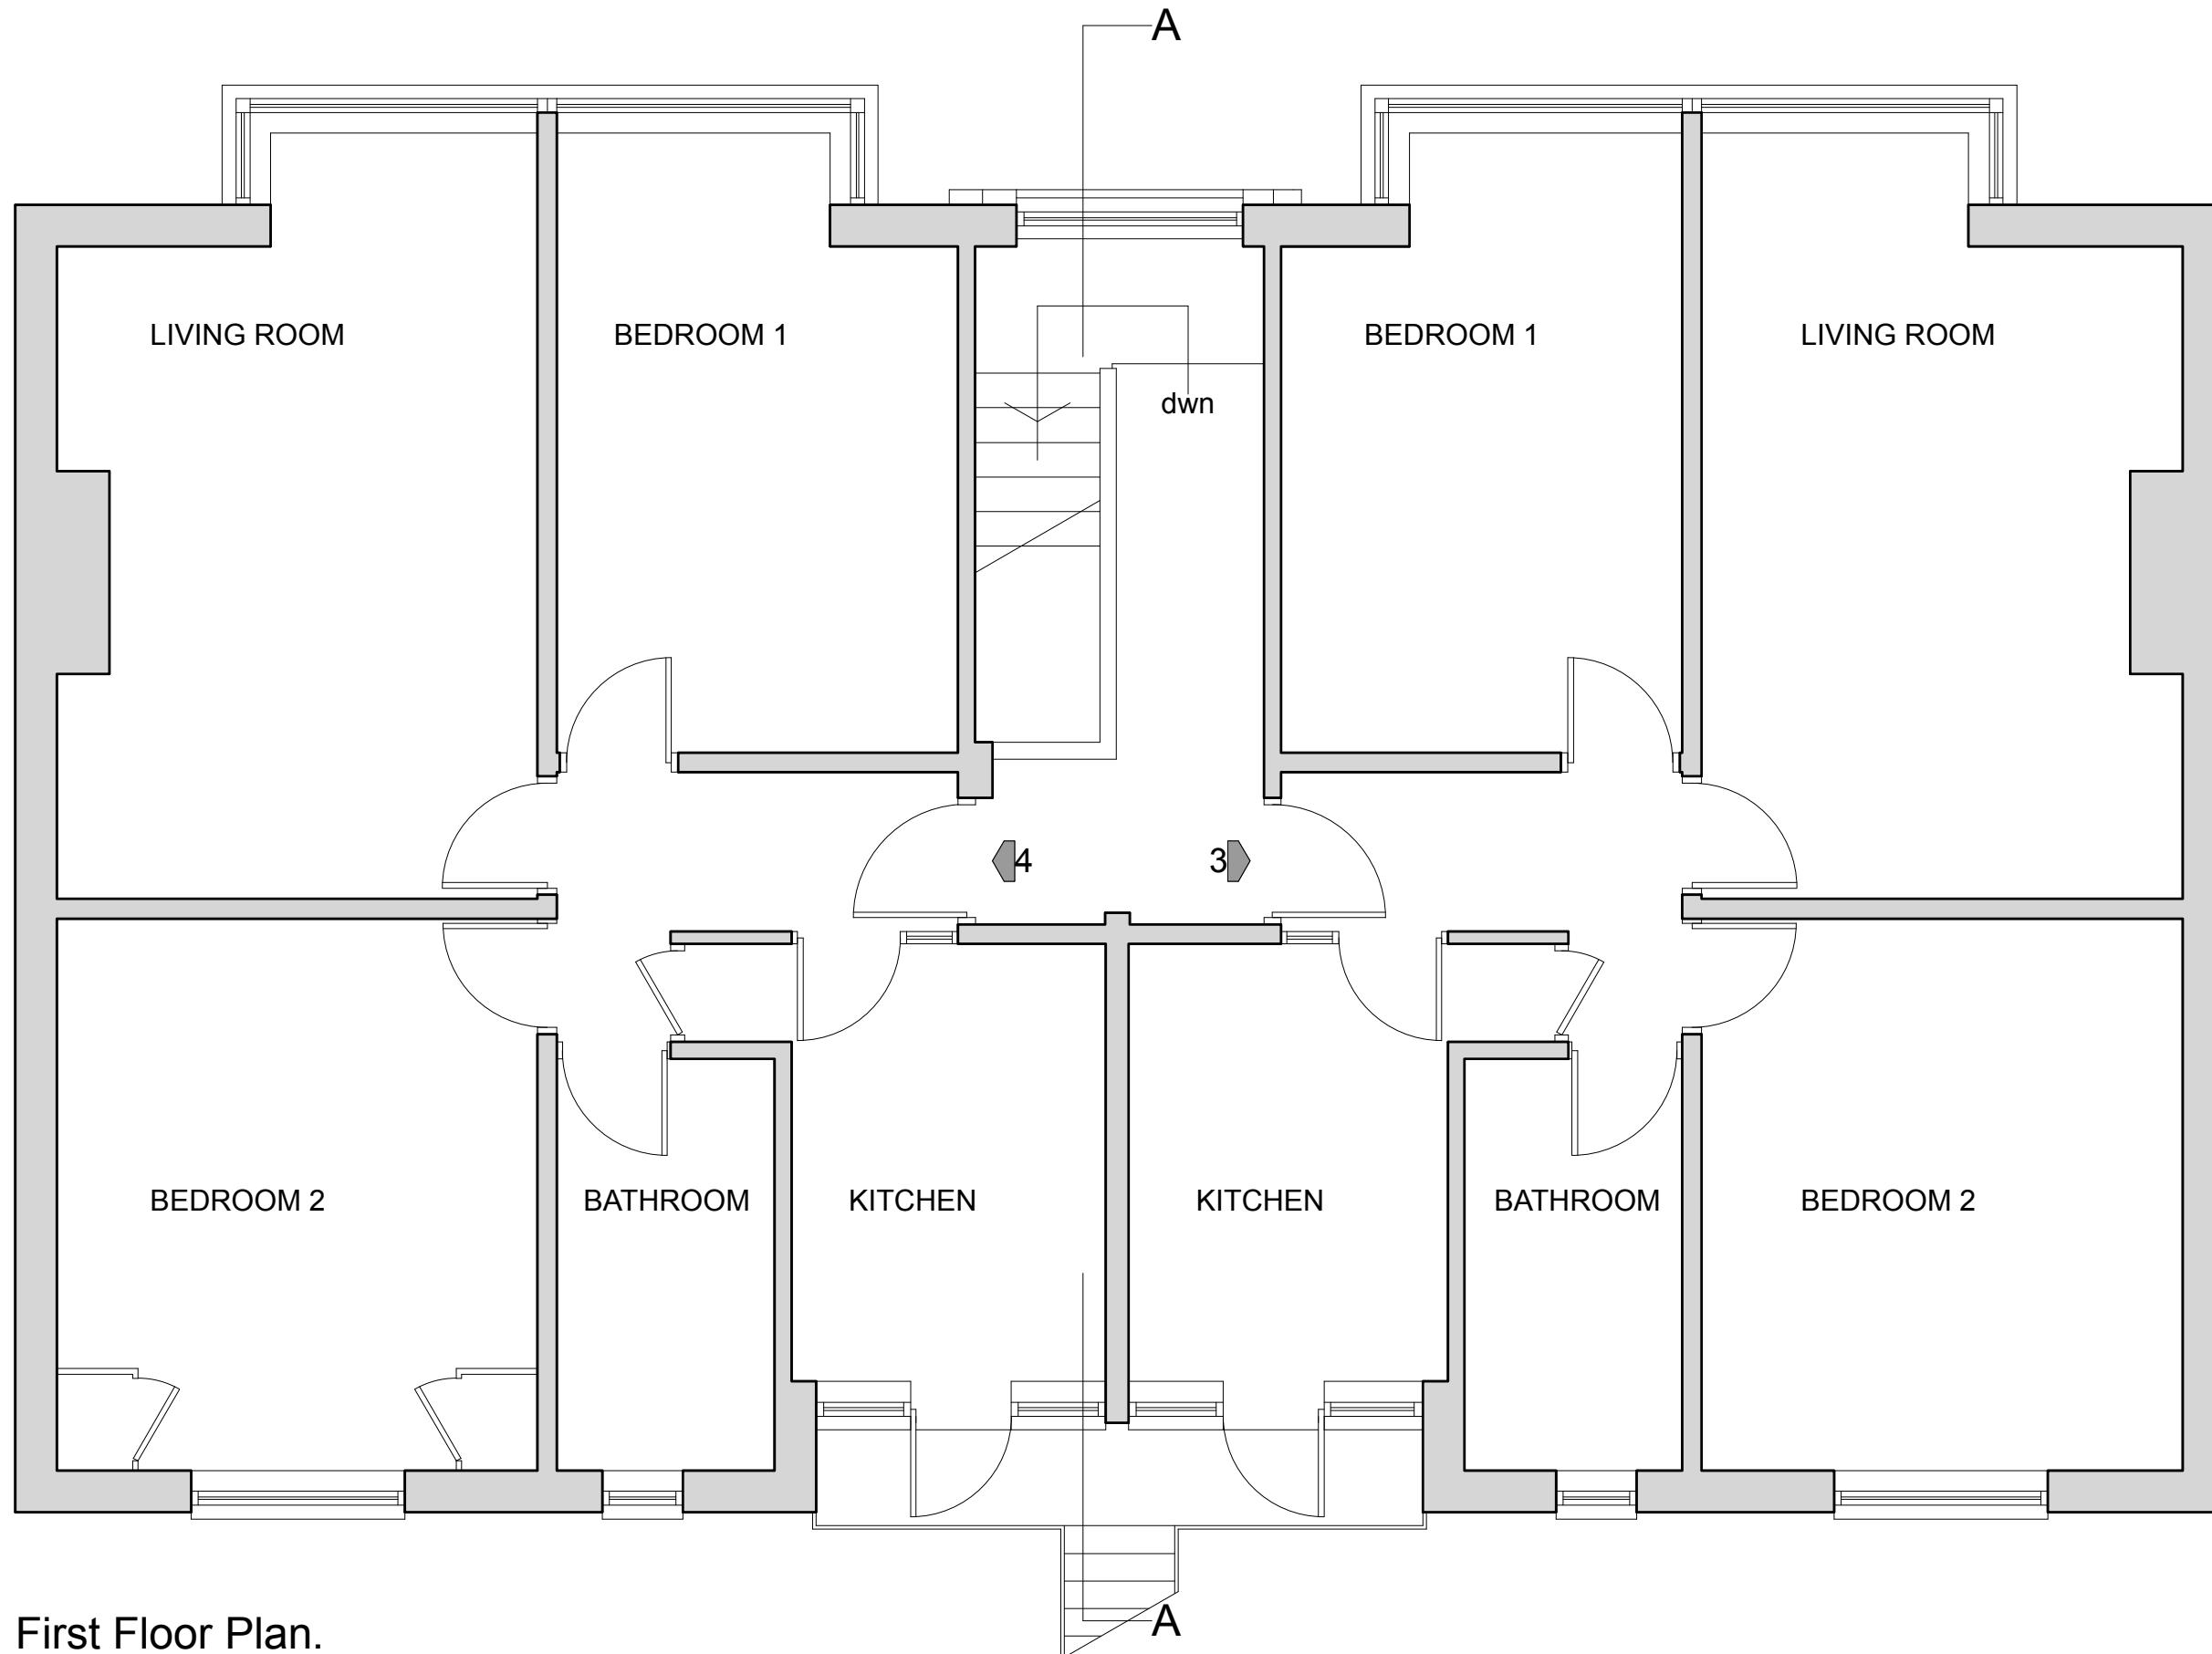 A
LIVING ROOM
BEDROOM 1
BEDROOM 1
LIVING ROOM
dwn
4
3
BEDROOM 2
BATHROOM
KITCHEN
KITCHEN
BATHROOM
BEDROOM 2
A
First Floor Plan.